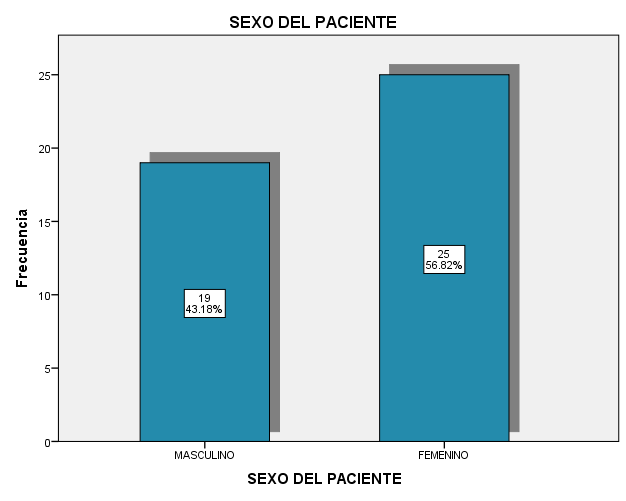 SEXO DEL PACIENTE
Frecuencia
25
20
15
10
5
0
19
43.18%
25
56.82%
MASCULINO
FEMENINO
SEXO DEL PACIENTE